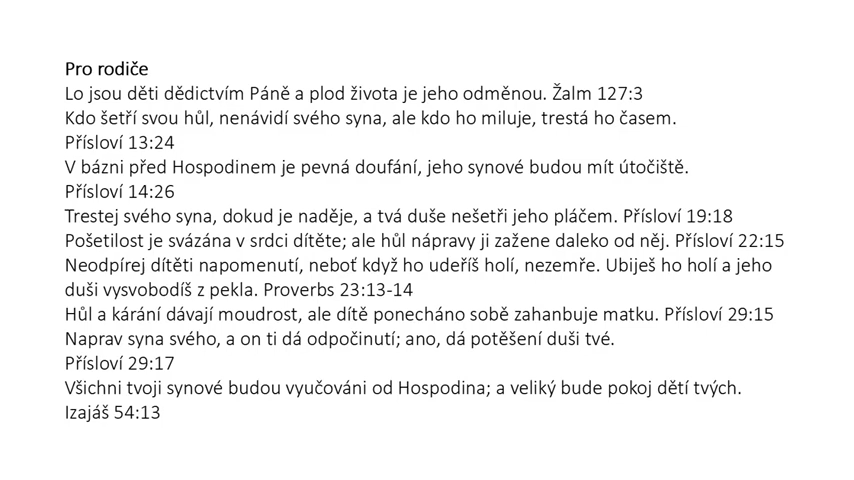 Pro rodiče
Lo jsou děti dědictvím Páně a plod života je jeho odměnou. Žalm 127:3
Kdo šetří svou hůl, nenávidí svého syna, ale kdo ho miluje, trestá ho časem.
Přísloví 13:24
V bázni před Hospodinem je pevná doufání, jeho synové budou mít útočiště.
Přísloví 14:26
Trestej svého syna, dokud je naděje, a tvá duše nešetři jeho pláčem. Přísloví 19:18
Pošetilost je svázána v srdci dítěte; ale hůl nápravy ji zažene daleko od něj. Přísloví 22:15
Neodpírej dítěti napomenutí, neboť když ho udeříš holí, nezemře. Ubiješ ho holí a jeho
duši vysvobodíš z pekla. Proverbs 23:13-14
Hůl a kárání dávají moudrost, ale dítě ponecháno sobě zahanbuje matku. Přísloví 29:15
Naprav syna svého, a on ti dá odpočinutí; ano, dá potěšení duši tvé.
Přísloví 29:17
Všichni tvoji synové budou vyučováni od Hospodina; a veliký bude pokoj dětí tvých.
Izajáš 54:13